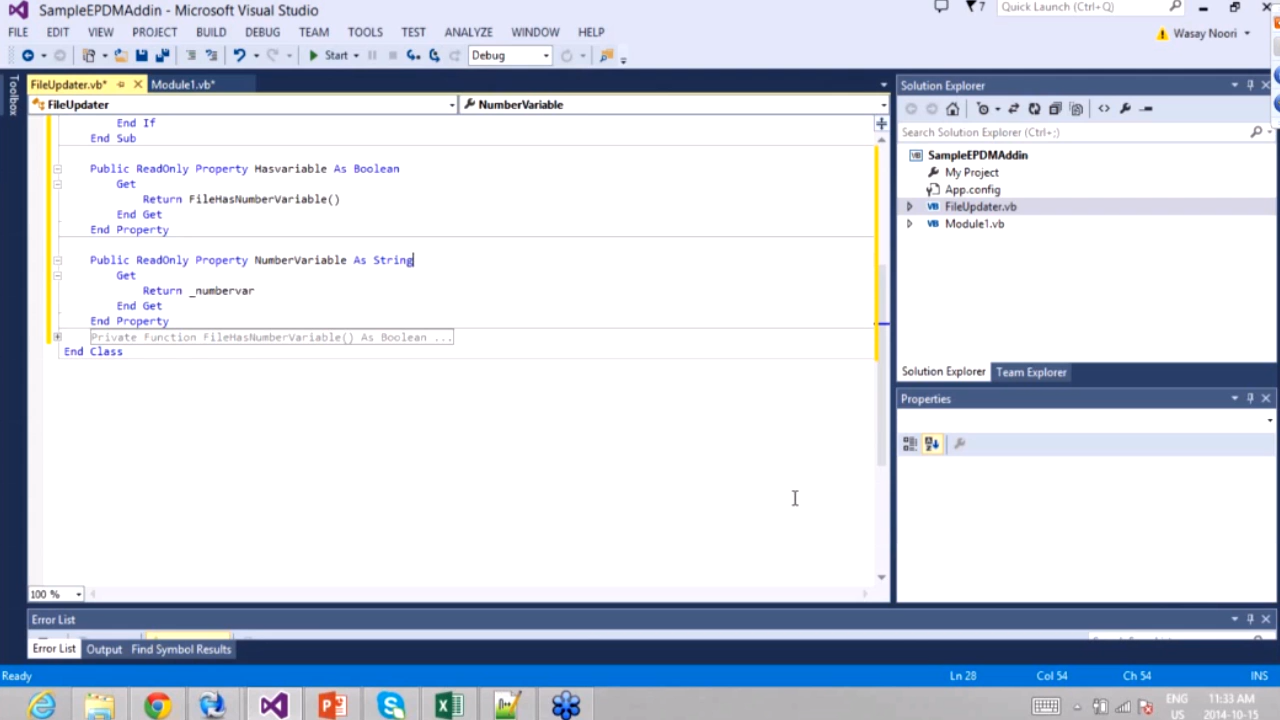 SampleEPDMAddin - Microsoft Visual Studio
7
Quick Launch (Ctrl+Q)
FILE EDIT VIEW PROJECT BUILD DEBUG TEAM TOOLS TEST ANALYZE WINDOW HELP
Wasay Noori
Start
Debug
Toolbox
FileUpdater.vb*
Module1.vb*
FileUpdater
NumberVariable
End If
End Sub
Public ReadOnly Property Hasvariable As Boolean
Get
Return FileHasNumberVariable()
End Get
End Property
Public ReadOnly Property NumberVariable As String
Get
Return _numbervar
End Get
End Property
Private Function FileHasNumberVariable() As Boolean ...
End Class
100 %
Solution Explorer
Search Solution Explorer (Ctrl+;)
SampleEPDMAddin
My Project
App.config
FileUpdater.vb
Module1.vb
Solution Explorer Team Explorer
Properties
Error List
Error List Output Find Symbol Results
Ready
Ln 28 Col 54 Ch 54 INS
ENG
US
11:33 AM
2014-10-15